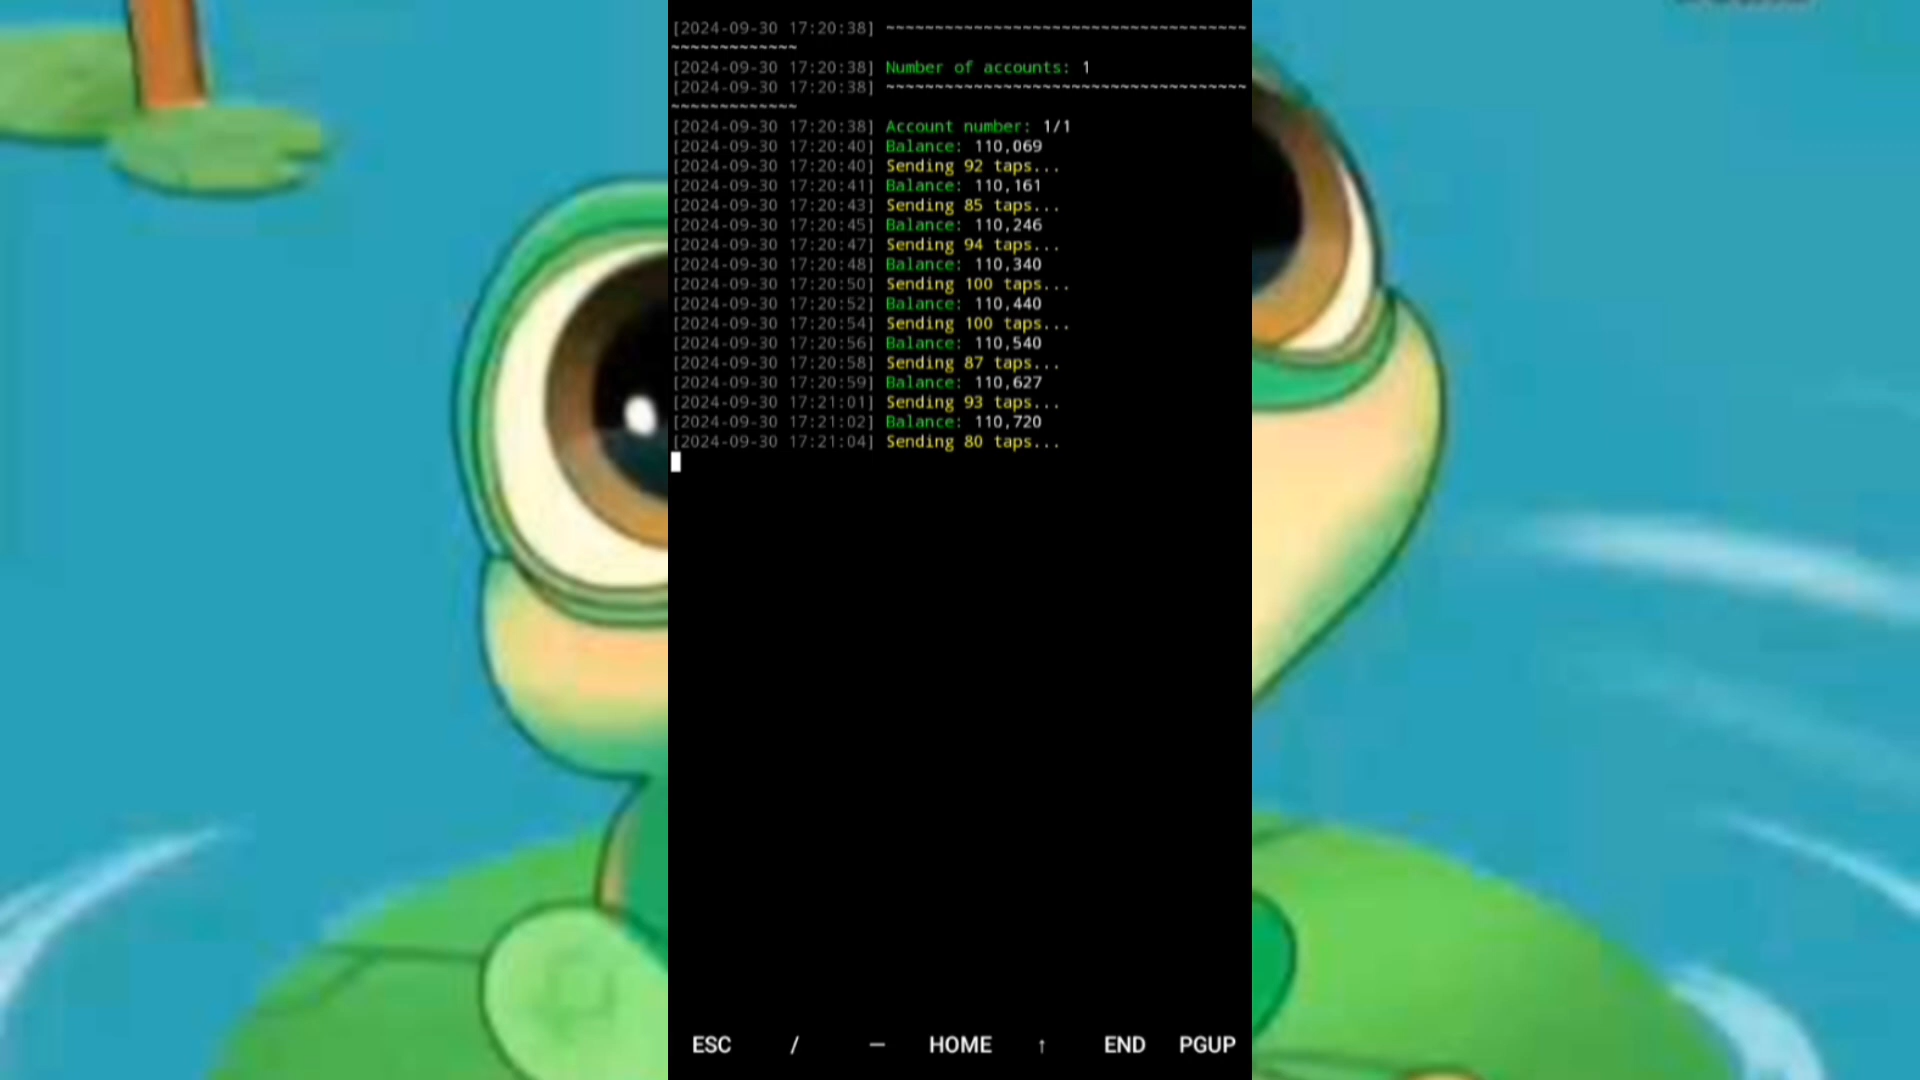 [2024-09-30 17:20:38] ~~~~~~~~~~~~~~~~~~~~~~~~~~~~~~~~~~~~~
~~~~~~~~~~~~~
[2024-09-30 17:20:38] Number of accounts: 1
[2024-09-30 17:20:38] ~~~~~~~~~~~~~~~~~~~~~~~~~~~~~~~~~~~~~
~~~~~~~~~~~~~
[2024-09-30 17:20:38] Account number: 1/1
[2024-09-30 17:20:40] Balance: 110,069
[2024-09-30 17:20:40] Sending 92 taps...
[2024-09-30 17:20:41] Balance: 110,161
[2024-09-30 17:20:43] Sending 85 taps...
[2024-09-30 17:20:45] Balance: 110,246
[2024-09-30 17:20:47] Sending 94 taps...
[2024-09-30 17:20:48] Balance: 110,340
[2024-09-30 17:20:50] Sending 100 taps...
[2024-09-30 17:20:52] Balance: 110,440
[2024-09-30 17:20:54] Sending 100 taps...
[2024-09-30 17:20:56] Balance: 110,540
[2024-09-30 17:20:58] Sending 87 taps...
[2024-09-30 17:20:59] Balance: 110,627
[2024-09-30 17:21:01] Sending 93 taps...
[2024-09-30 17:21:02] Balance: 110,720
[2024-09-30 17:21:04] Sending 80 taps...
ESC / — HOME ↑ END PGUP